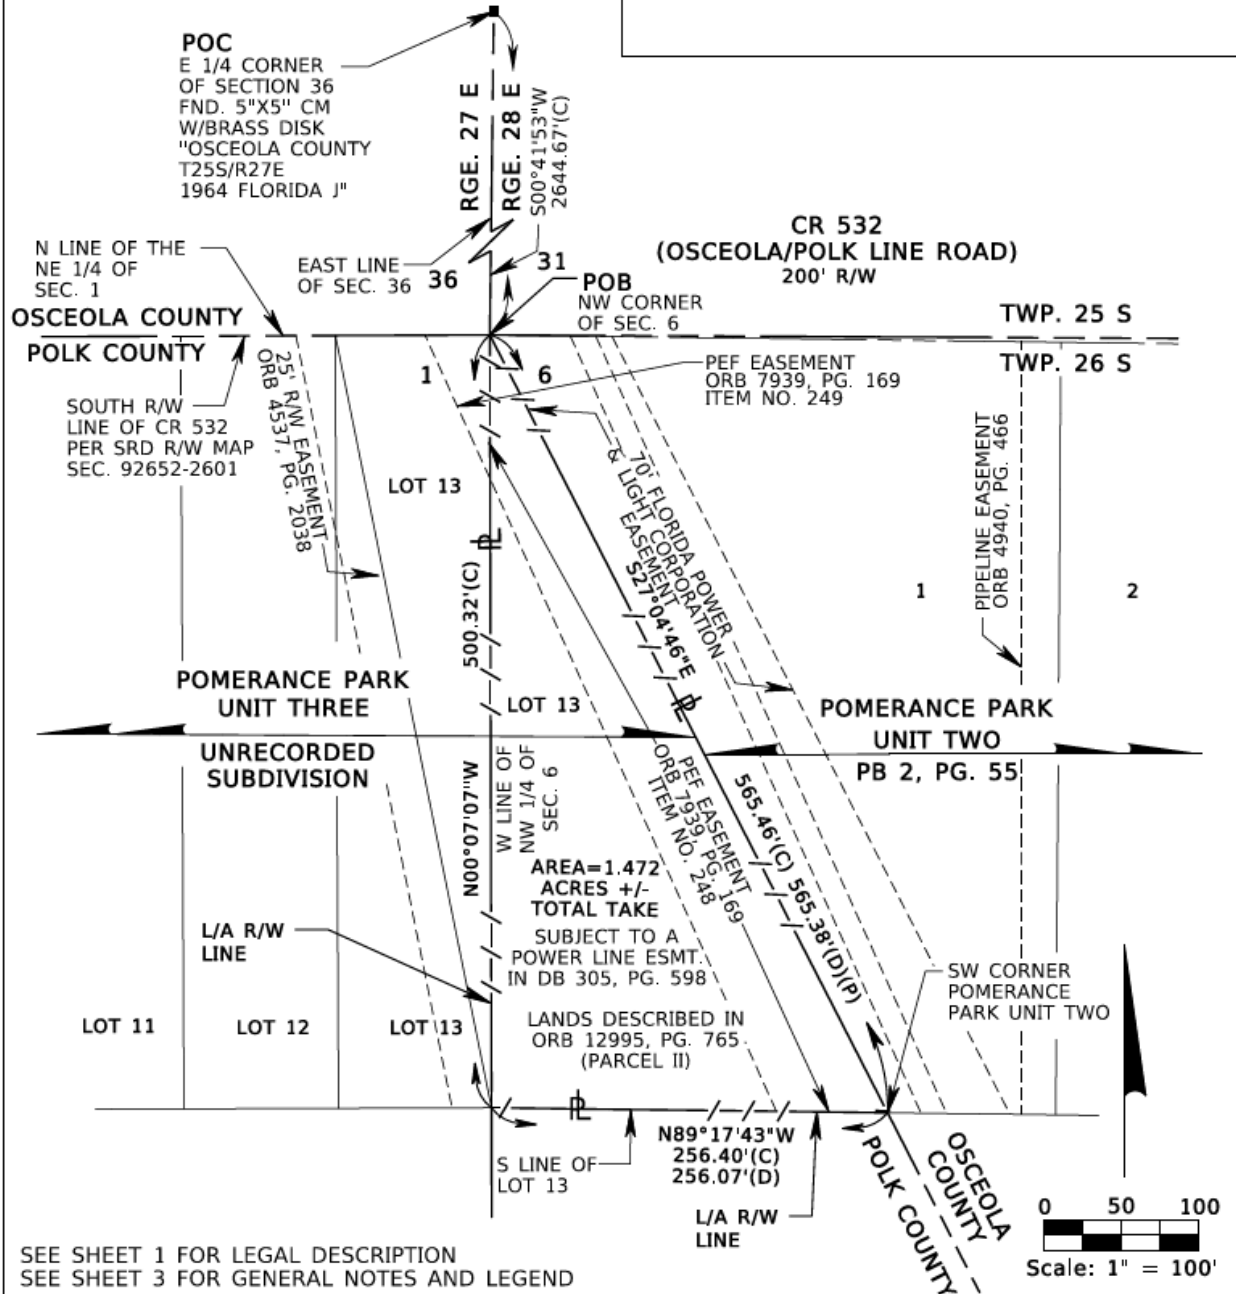 POC
E 1/4 CORNER
OF SECTION 36
FND. 5"X5" CM
W/BRASS DISK
"OSCEOLA COUNTY
T25S/R27E
1964 FLORIDA J"
RGE. 27 E
RGE. 28 E
S00°41'53"W
2644.67'(C)
N LINE OF THE
NE 1/4 OF
SEC. 1
EAST LINE
OF SEC. 36
36
31
POB
NW CORNER
OF SEC. 6
CR 532
(OSCEOLA/POLK LINE ROAD)
200' R/W
OSCEOLA COUNTY
POLK COUNTY
TWP. 25 S
TWP. 26 S
25' R/W EASEMENT
ORB 4537, PG. 2038
1
6
PEF EASEMENT
ORB 7939, PG. 169
ITEM NO. 249
SOUTH R/W
LINE OF CR 532
PER SRD R/W MAP
SEC. 92652-2601
LOT 13
70' FLORIDA POWER
& LIGHT CORPORATION
EASEMENT
S27°04'46"E
PIPELINE EASEMENT
ORB 4940, PG. 466
1
2
PL
500.32'(C)
POMERANCE PARK
UNIT THREE
UNRECORDED
SUBDIVISION
LOT 13
PL
POMERANCE PARK
UNIT TWO
PB 2, PG. 55
N00°07'07"W
W LINE OF
NW 1/4 OF
SEC. 6
PEF EASEMENT
ORB 7939, PG. 169
ITEM NO. 248
565.46'(C) 565.38'(D)(P)
AREA=1.472
ACRES +/-
TOTAL TAKE
SUBJECT TO A
POWER LINE ESMT.
IN DB 305, PG. 598
L/A R/W
LINE
SW CORNER
POMERANCE
PARK UNIT TWO
LOT 11
LOT 12
LOT 13
LANDS DESCRIBED IN
ORB 12995, PG. 765
(PARCEL II)
PL
N89°17'43"W
256.40'(C)
256.07'(D)
S LINE OF
LOT 13
L/A R/W
LINE
POLK COUNTY
OSCEOLA
COUNTY
0 50 100
Scale: 1" = 100'
SEE SHEET 1 FOR LEGAL DESCRIPTION
SEE SHEET 3 FOR GENERAL NOTES AND LEGEND